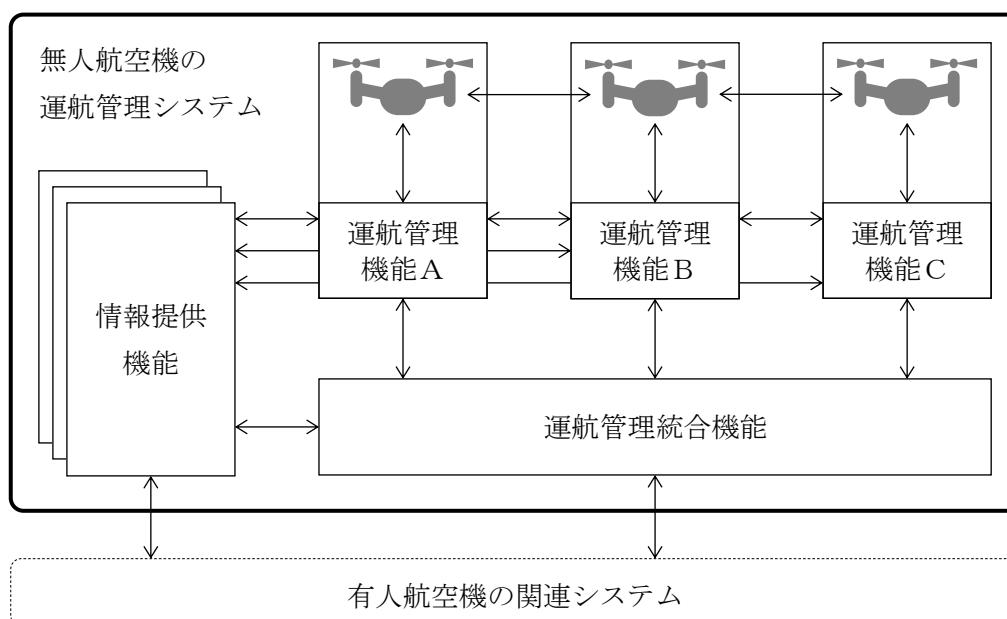 無人航空機の
運航管理システム
運航管理
機能A
運航管理
機能B
運航管理
機能C
情報提供
機能
運航管理統合機能
有人航空機の関連システム